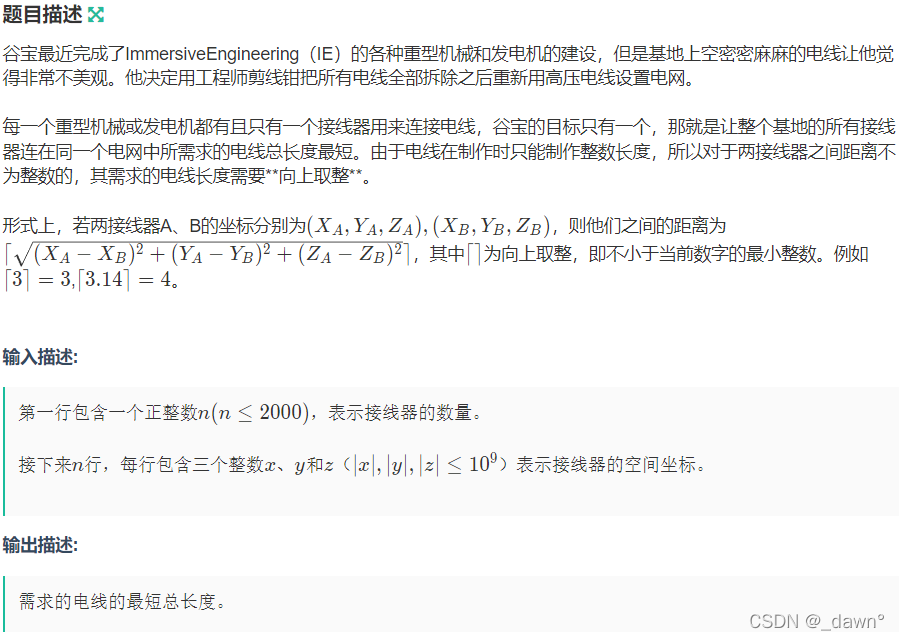 题目描述
谷宝最近完成了ImmersiveEngineering（IE）的各种重型机械和发电机的建设，但是基地上空密密麻麻的电线让他觉
得非常不美观。他决定用工程师剪线钳把所有电线全部拆除之后重新用高压电线设置电网。
每一个重型机械或发电机都有且只有一个接线器用来连接电线，谷宝的目标只有一个，那就是让整个基地的所有接线
器连在同一个电网中所需求的电线总长度最短。由于电线在制作时只能制作整数长度，所以对于两接线器之间距离不
为整数的，其需求的电线长度需要**向上取整**。
形式上，若两接线器A、B的坐标分别为(X_A, Y_A, Z_A), (X_B, Y_B, Z_B)，则他们之间的距离为
⌈√((X_A − X_B)² + (Y_A − Y_B)² + (Z_A − Z_B)²)⌉，其中⌈⌉为向上取整，即不小于当前数字的最小整数。例如
⌈3⌉ = 3,⌈3.14⌉ = 4。
输入描述:
第一行包含一个正整数n(n ≤ 2000)，表示接线器的数量。
接下来n行，每行包含三个整数x、y和z（|x|, |y|, |z| ≤ 10⁹）表示接线器的空间坐标。
输出描述:
需求的电线的最短总长度。
CSDN @_dawn°